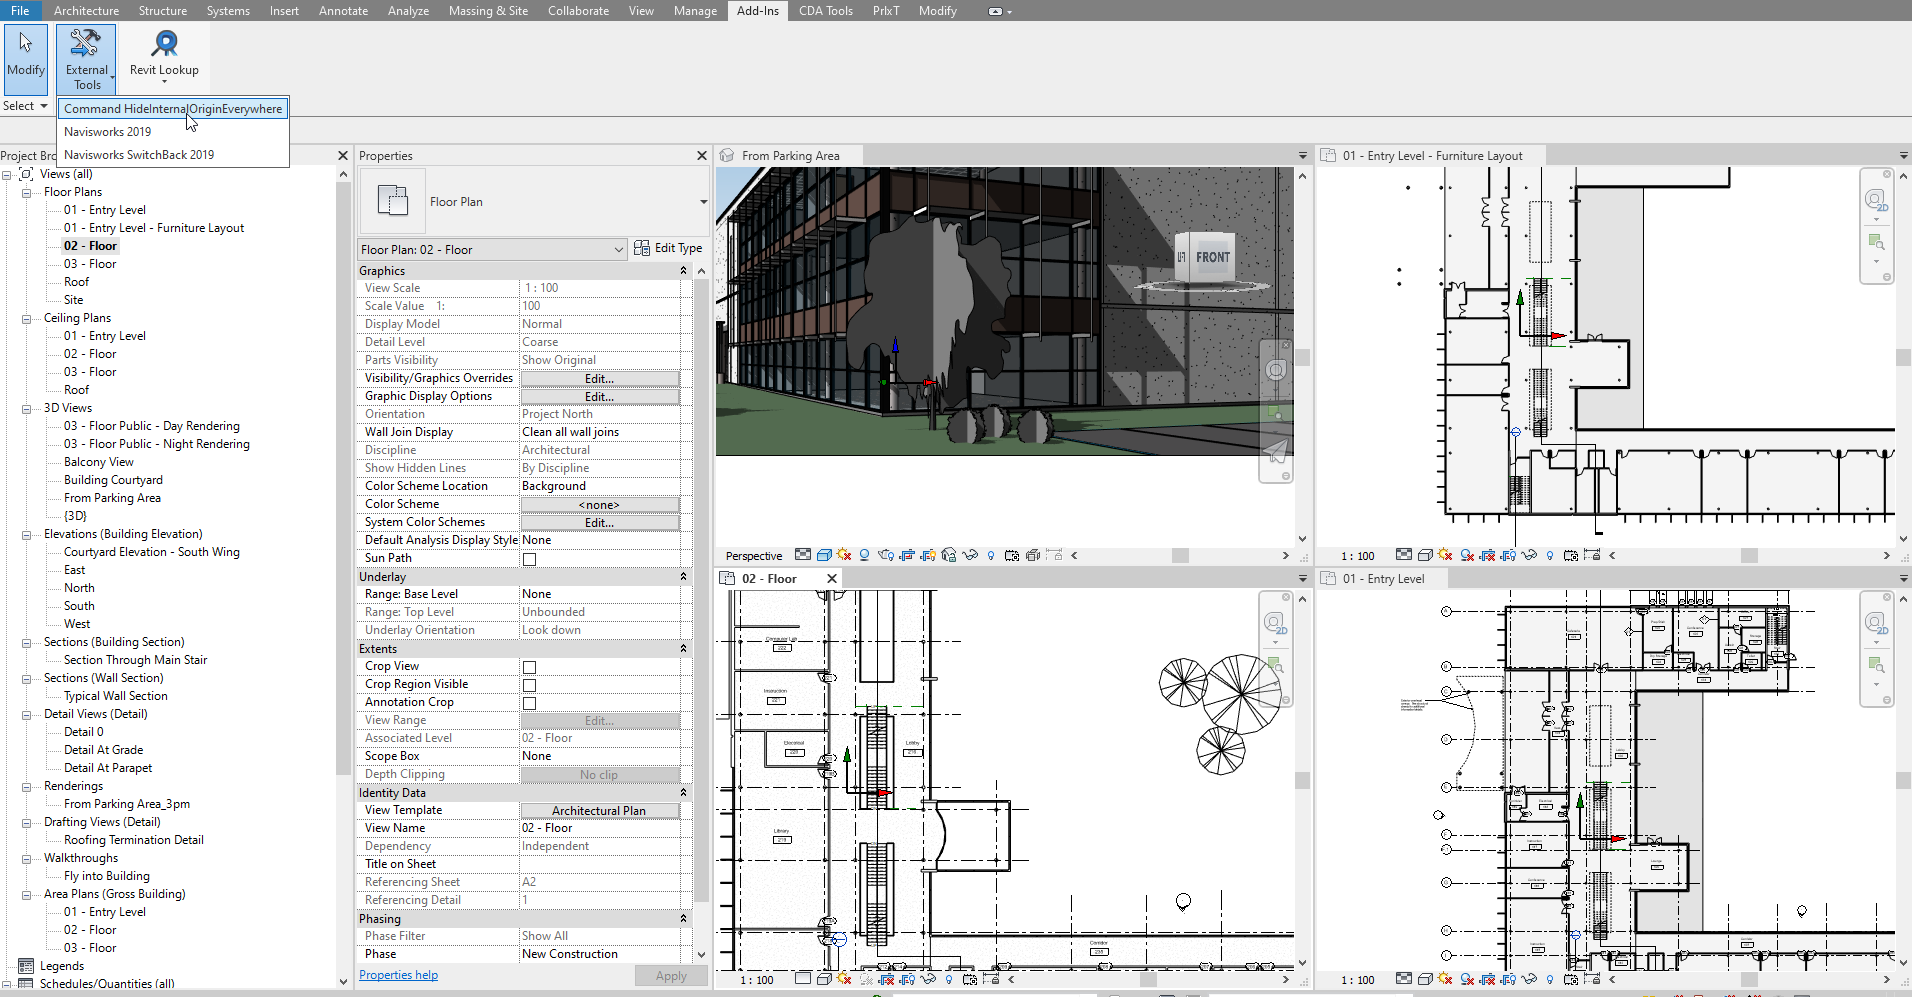 File Architecture Structure Systems Insert Annotate Analyze Massing & Site Collaborate View Manage Add-Ins CDA Tools PrIxT Modify
Modify
External Tools
Revit Lookup
Select
Command HideInternalOriginEverywhere
Navisworks 2019
Navisworks SwitchBack 2019
Project Bro
Views (all)
Floor Plans
01 - Entry Level
01 - Entry Level - Furniture Layout
02 - Floor
03 - Floor
Roof
Site
Ceiling Plans
01 - Entry Level
02 - Floor
03 - Floor
Roof
3D Views
03 - Floor Public - Day Rendering
03 - Floor Public - Night Rendering
Balcony View
Building Courtyard
From Parking Area
{3D}
Elevations (Building Elevation)
Courtyard Elevation - South Wing
East
North
South
West
Sections (Building Section)
Section Through Main Stair
Sections (Wall Section)
Typical Wall Section
Detail Views (Detail)
Detail 0
Detail At Grade
Detail At Parapet
Renderings
From Parking Area_3pm
Drafting Views (Detail)
Roofing Termination Detail
Walkthroughs
Fly into Building
Area Plans (Gross Building)
01 - Entry Level
02 - Floor
03 - Floor
Legends
Schedules/Quantities (all)
Properties
Floor Plan
Floor Plan: 02 - Floor
Edit Type
Graphics
View Scale 1 : 100
Scale Value 1: 100
Display Model Normal
Detail Level Coarse
Parts Visibility Show Original
Visibility/Graphics Overrides Edit...
Graphic Display Options Edit...
Orientation Project North
Wall Join Display Clean all wall joins
Discipline Architectural
Show Hidden Lines By Discipline
Color Scheme Location Background
Color Scheme <none>
System Color Schemes Edit...
Default Analysis Display Style None
Sun Path
Underlay
Range: Base Level None
Range: Top Level Unbounded
Underlay Orientation Look down
Extents
Crop View
Crop Region Visible
Annotation Crop
View Range Edit...
Associated Level 02 - Floor
Scope Box None
Depth Clipping No clip
Identity Data
View Template Architectural Plan
View Name 02 - Floor
Dependency Independent
Title on Sheet
Referencing Sheet A2
Referencing Detail 1
Phasing
Phase Filter Show All
Phase New Construction
Properties help Apply
From Parking Area
FRONT
Perspective
01 - Entry Level - Furniture Layout
2D
1 : 100
02 - Floor
Computer Lab
222
Instruction
221
Electrical
220
Lobby
Library
Corridor
2D
1 : 100
01 - Entry Level
2D
1 : 100